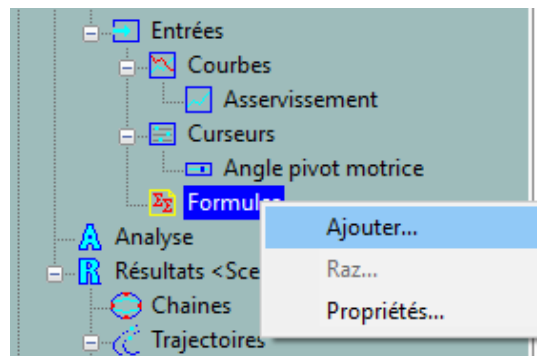 Entrées
Courbes
Asservissement
Curseurs
Angle pivot motrice
Formules
Ajouter...
Analyse
Raz...
Résultats <Sce
Chaines
Propriétés...
Trajectoires